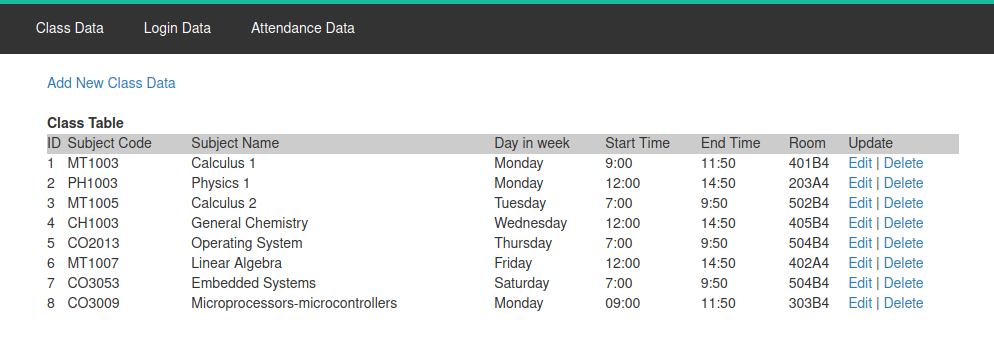 Class Data Login Data Attendance Data
Add New Class Data
Class Table
ID Subject Code Subject Name Day in week Start Time End Time Room Update
1 MT1003 Calculus 1 Monday 9:00 11:50 401B4 Edit | Delete
2 PH1003 Physics 1 Monday 12:00 14:50 203A4 Edit | Delete
3 MT1005 Calculus 2 Tuesday 7:00 9:50 502B4 Edit | Delete
4 CH1003 General Chemistry Wednesday 12:00 14:50 405B4 Edit | Delete
5 CO2013 Operating System Thursday 7:00 9:50 504B4 Edit | Delete
6 MT1007 Linear Algebra Friday 12:00 14:50 402A4 Edit | Delete
7 CO3053 Embedded Systems Saturday 7:00 9:50 504B4 Edit | Delete
8 CO3009 Microprocessors-microcontrollers Monday 09:00 11:50 303B4 Edit | Delete